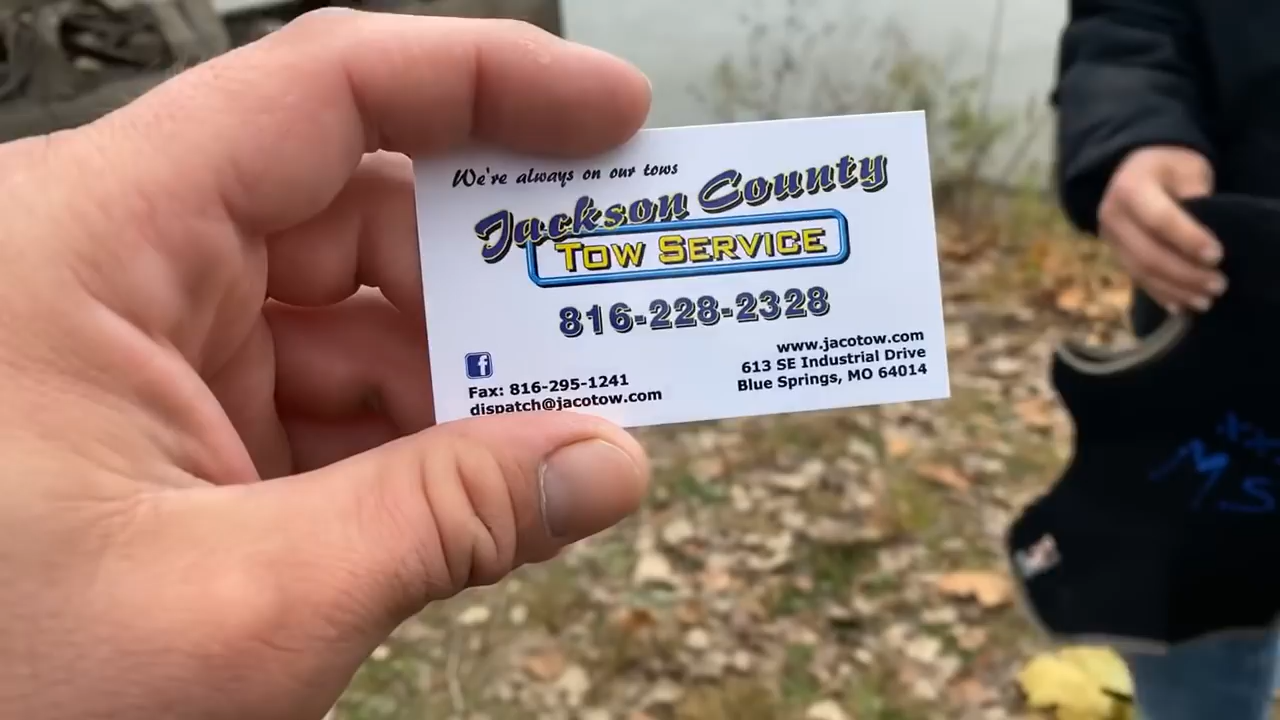 We're always on our tows
Jackson County
TOW SERVICE
816-228-2328
www.jacotow.com
613 SE Industrial Drive
Blue Springs, MO 64014
f
Fax: 816-295-1241
dispatch@jacotow.com